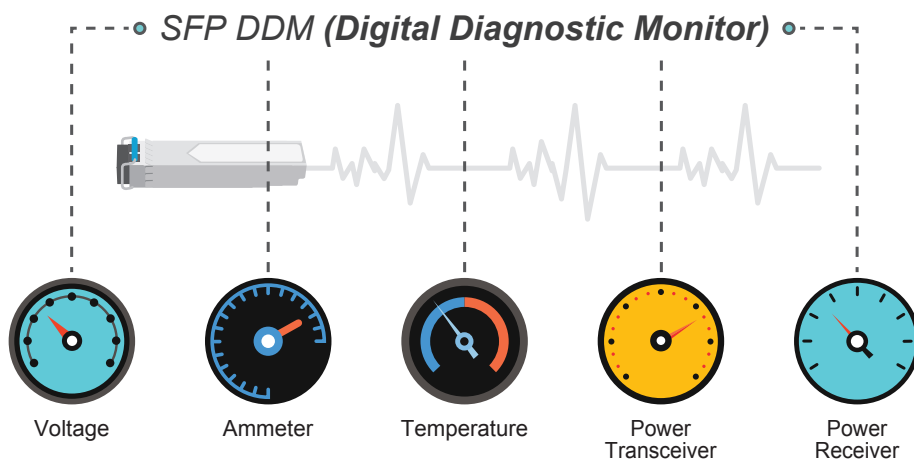 SFP DDM (Digital Diagnostic Monitor)
Voltage
Ammeter
Temperature
Power
Transceiver
Power
Receiver